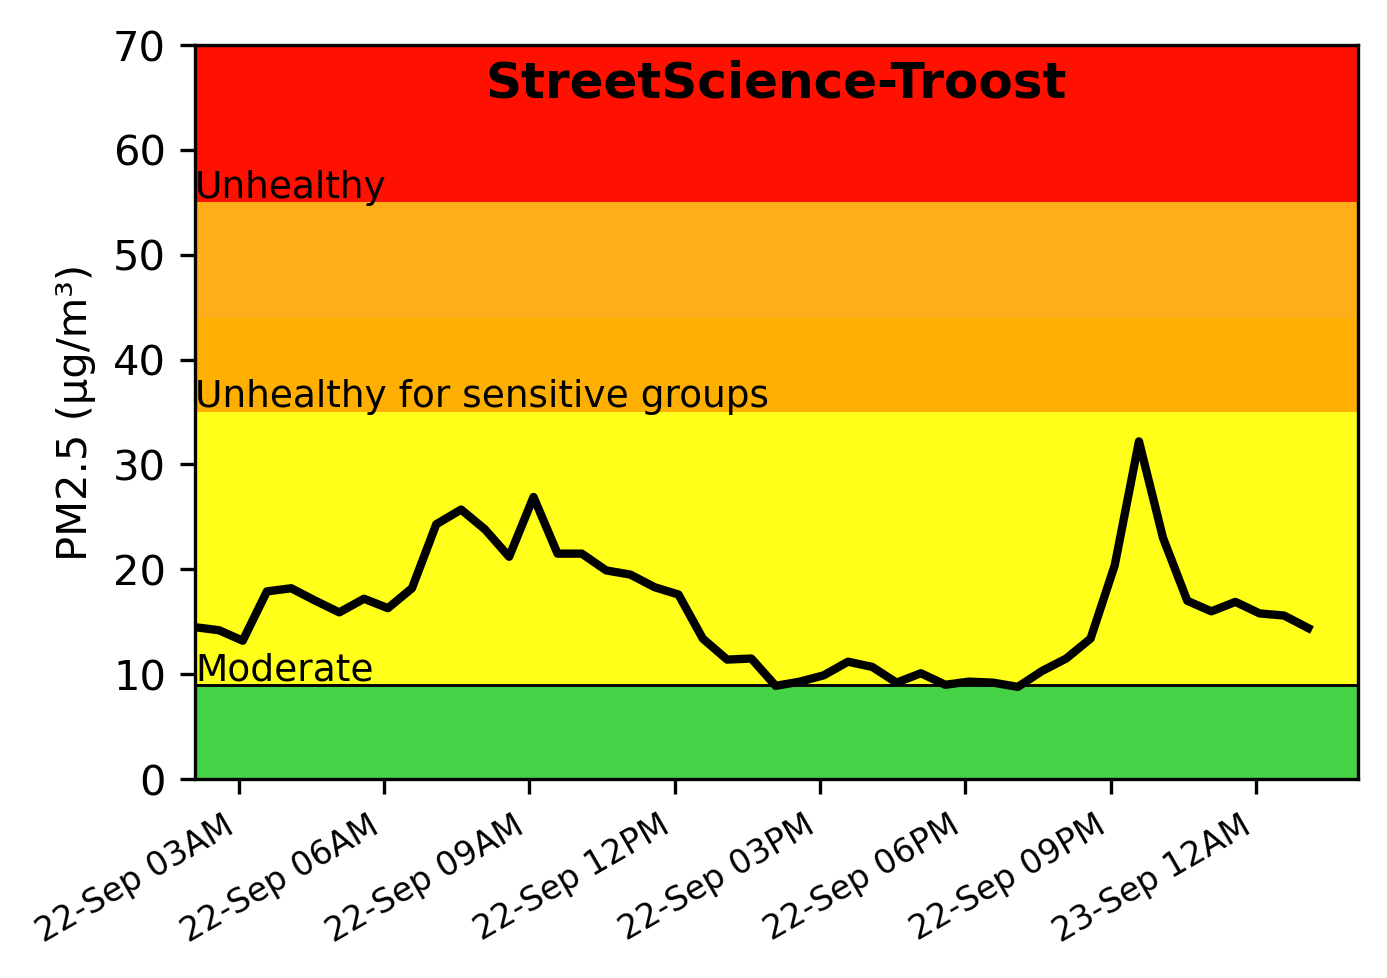 StreetScience-Troost
70
60
50
40
30
20
10
0
PM2.5 (µg/m³)
Unhealthy
Unhealthy for sensitive groups
Moderate
22-Sep 03AM
22-Sep 06AM
22-Sep 09AM
22-Sep 12PM
22-Sep 03PM
22-Sep 06PM
22-Sep 09PM
23-Sep 12AM